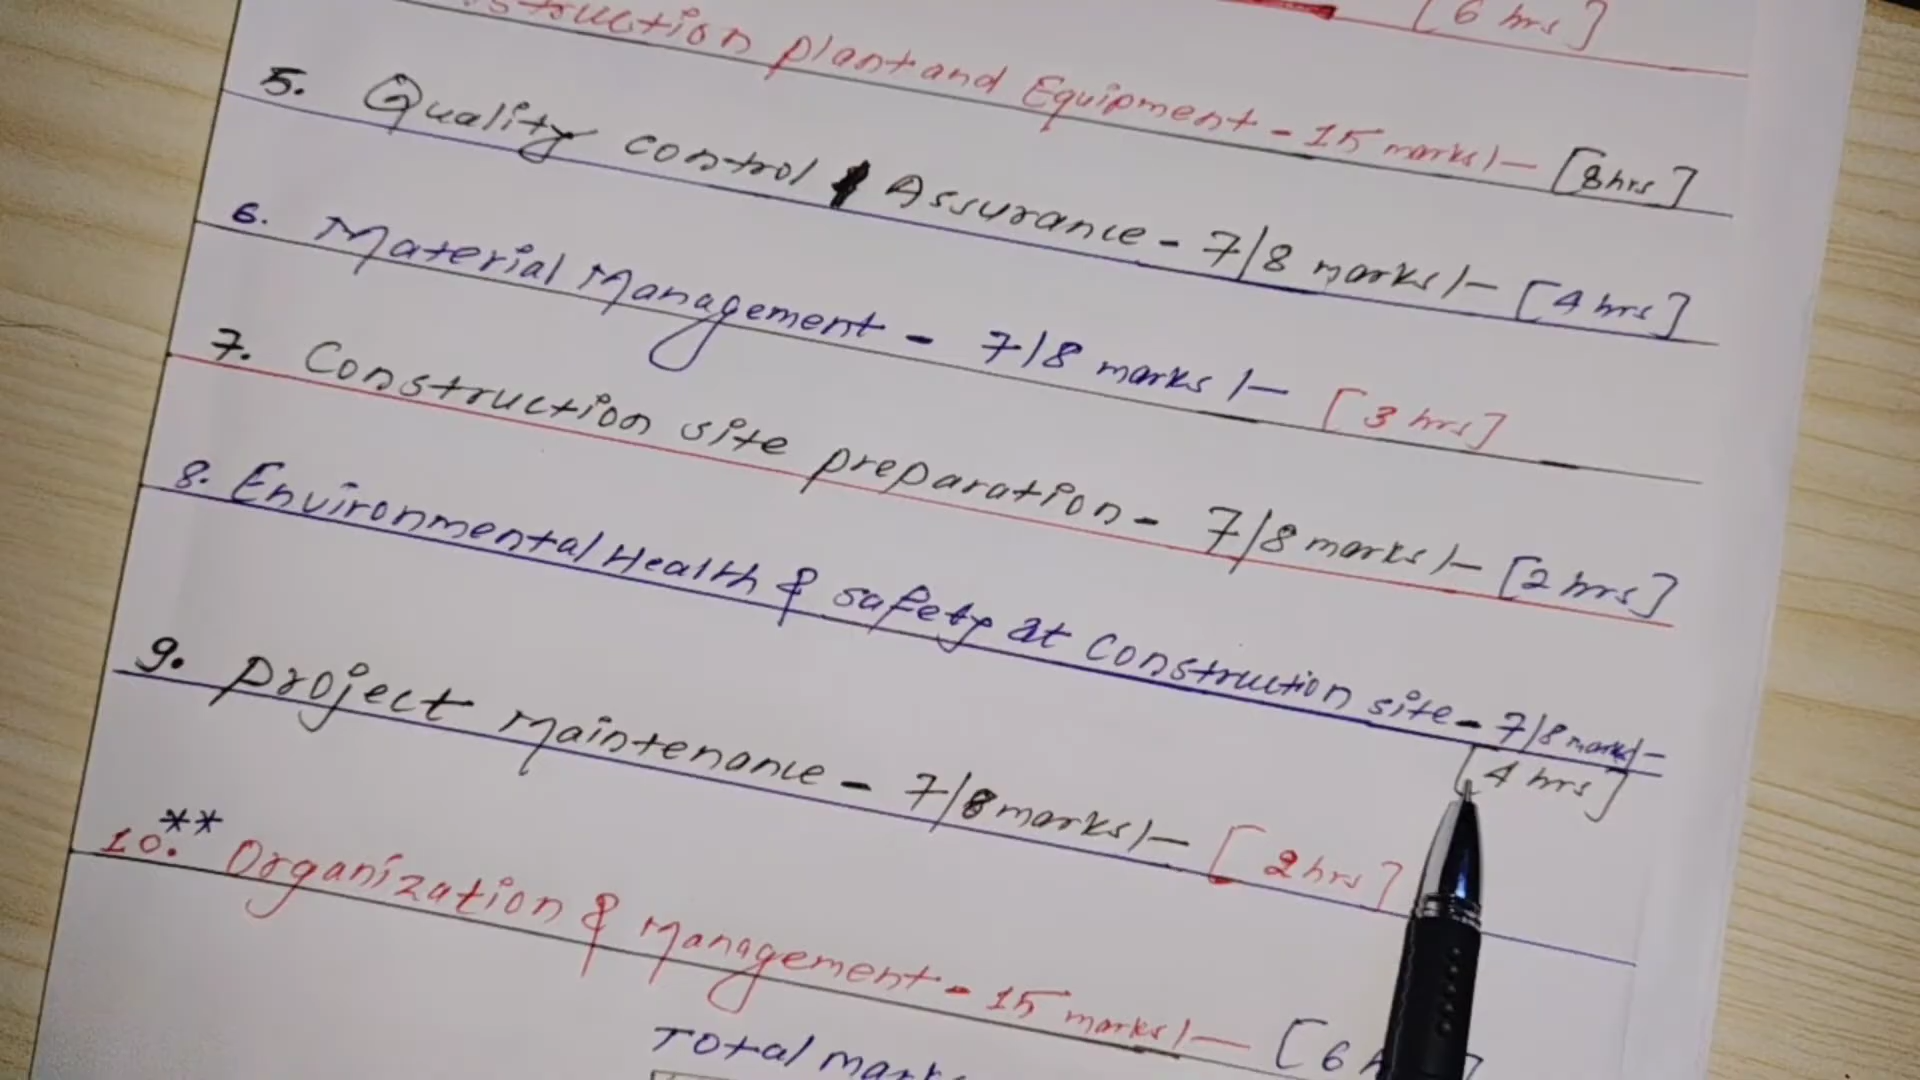 [6 hrs]
struction plant and Equipment - 15 marks/- [8hrs]
5. Quality control / Assurance - 7/8 marks/- [4 hrs]
6. Material Management - 7/8 marks/- [3 hrs]
7. Construction site preparation - 7/8 marks/- [2 hrs]
8. Environmental Health & safety at Construction site - 7/8 marks/-
[4 hrs]
9. Project Maintenance - 7/8 marks/- [2hrs]
10.** Organization & Management - 15 marks/- [6
Total mark